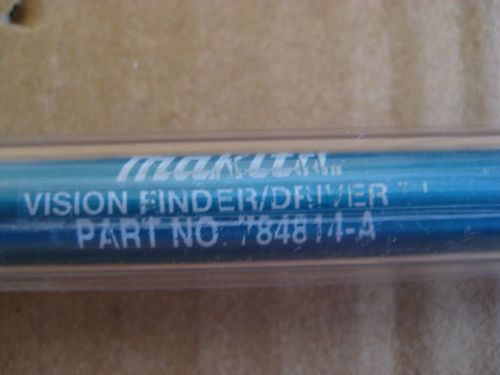 makita
VISION FINDER/DRIVER
PART NO. 784814-A